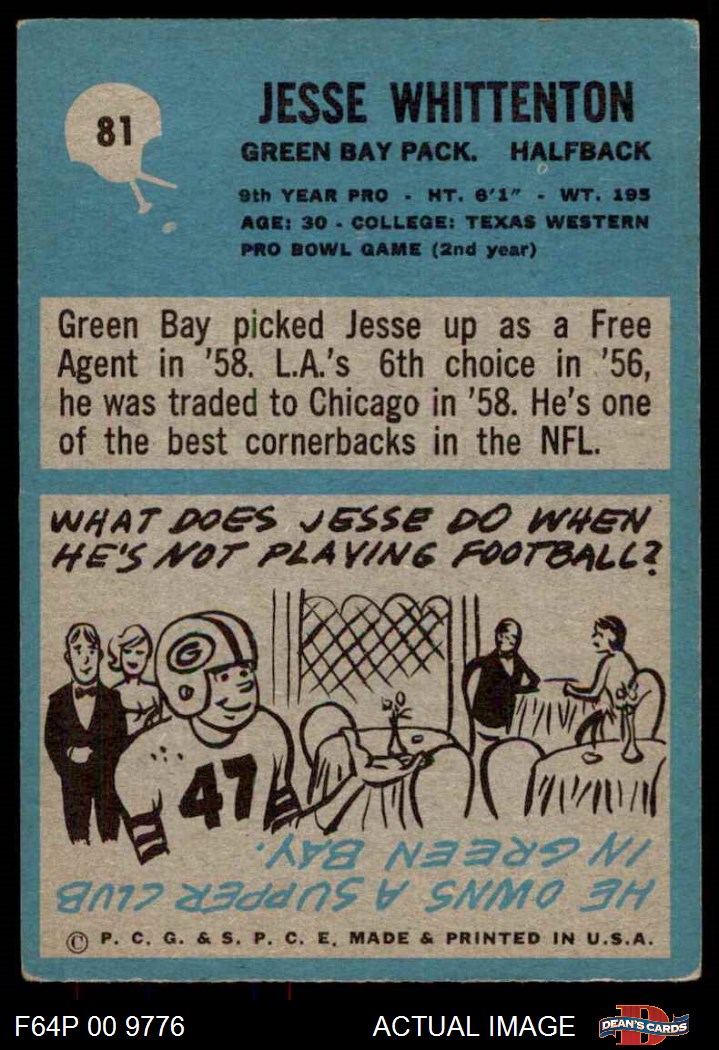 81
JESSE WHITTENTON
GREEN BAY PACK. HALFBACK
9th YEAR PRO - HT. 6'1" - WT. 195
AGE: 30 - COLLEGE: TEXAS WESTERN
PRO BOWL GAME (2nd year)
Green Bay picked Jesse up as a Free
Agent in '58. L.A.'s 6th choice in '56,
he was traded to Chicago in '58. He's one
of the best cornerbacks in the NFL.
WHAT DOES JESSE DO WHEN
HE'S NOT PLAYING FOOTBALL?
G
47
HE OWNS A SUPPER CLUB
IN GREEN BAY.
© P. C. G. & S. P. C. E. MADE & PRINTED IN U.S.A.
F64P 00 9776 ACTUAL IMAGE
D
DEAN'S CARDS